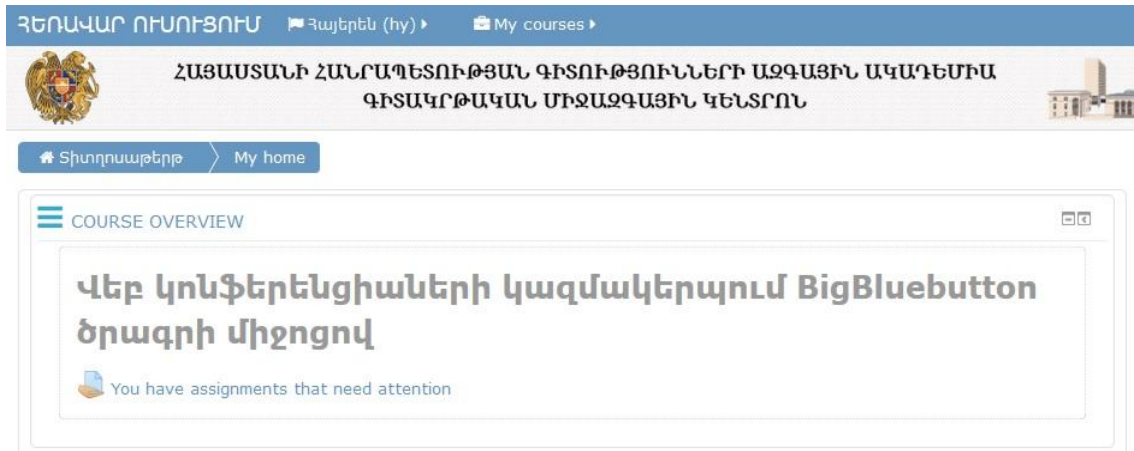 ՀԵՌԱՎԱՐ ՈՒՍՈՒՑՈՒՄ Հայերեն (hy) My courses
ՀԱՅԱՍՏԱՆԻ ՀԱՆՐԱՊԵՏՈՒԹՅԱՆ ԳԻՏՈՒԹՅՈՒՆՆԵՐԻ ԱԶԳԱՅԻՆ ԱԿԱԴԵՄԻԱ
ԳԻՏԱԿՐԹԱԿԱՆ ՄԻՋԱԶԳԱՅԻՆ ԿԵՆՏՐՈՆ
Տիտղոսաթերթ My home
COURSE OVERVIEW
Վեբ կոնֆերենցիաների կազմակերպում BigBluebutton
ծրագրի միջոցով
You have assignments that need attention